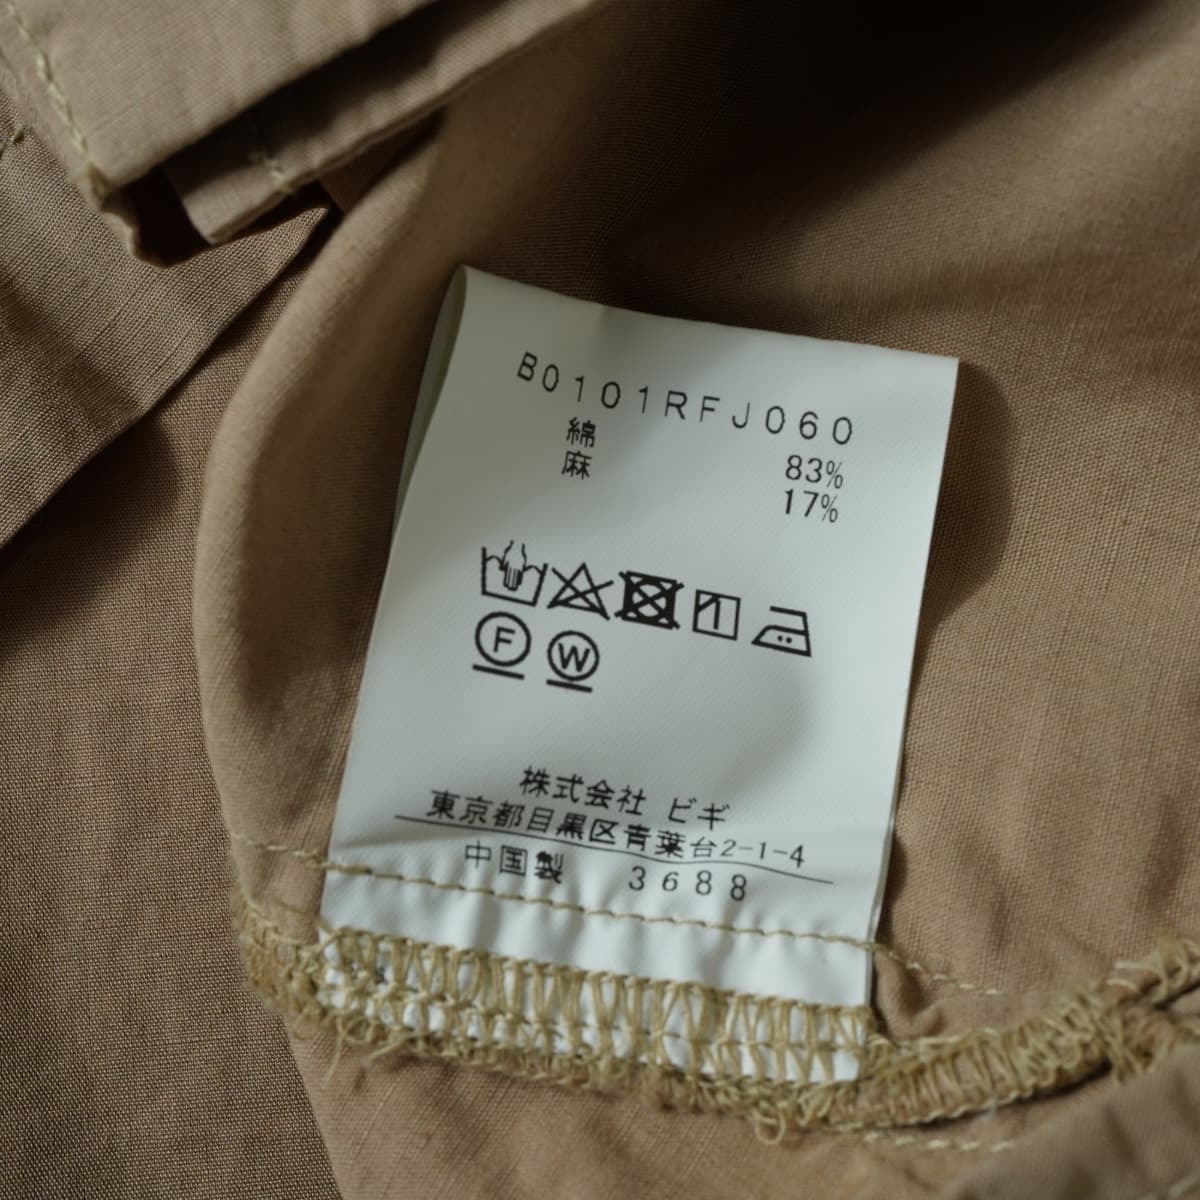 B0101RFJ060
綿 83%
麻 17%
F W
株式会社 ビギ
東京都目黒区青葉台2-1-4
中国製 3688